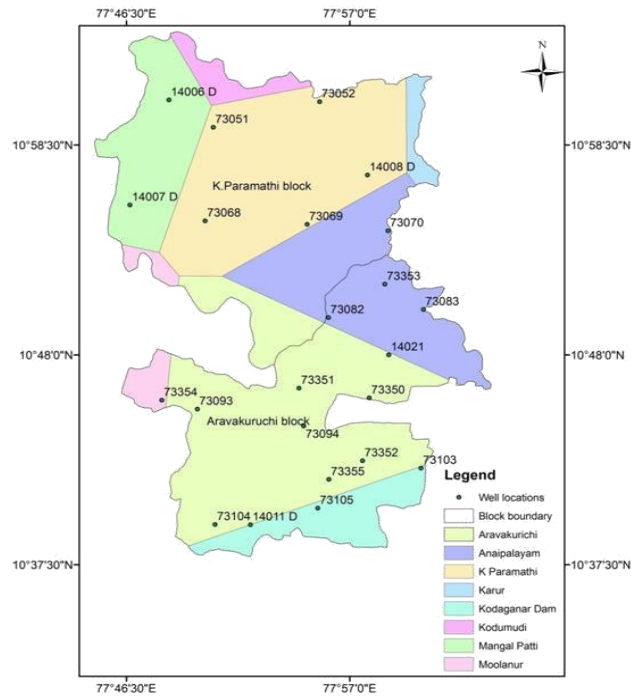 77°46'30"E 77°57'0"E
N
14006 D
73052
73051
10°58'30"N 10°58'30"N
14008 D
K.Paramathi block
14007 D
73068
73069
73070
73353
73083
73082
14021
10°48'0"N 10°48'0"N
73351
73354
73350
73093
Aravakuruchi block
73094
73352
73103
73355
Legend
Well locations
73105
73104
14011 D
Block boundary
Aravakurichi
Anaipalayam
10°37'30"N 10°37'30"N
K Paramathi
Karur
Kodaganar Dam
Kodumudi
Mangal Patti
Moolanur
77°46'30"E 77°57'0"E